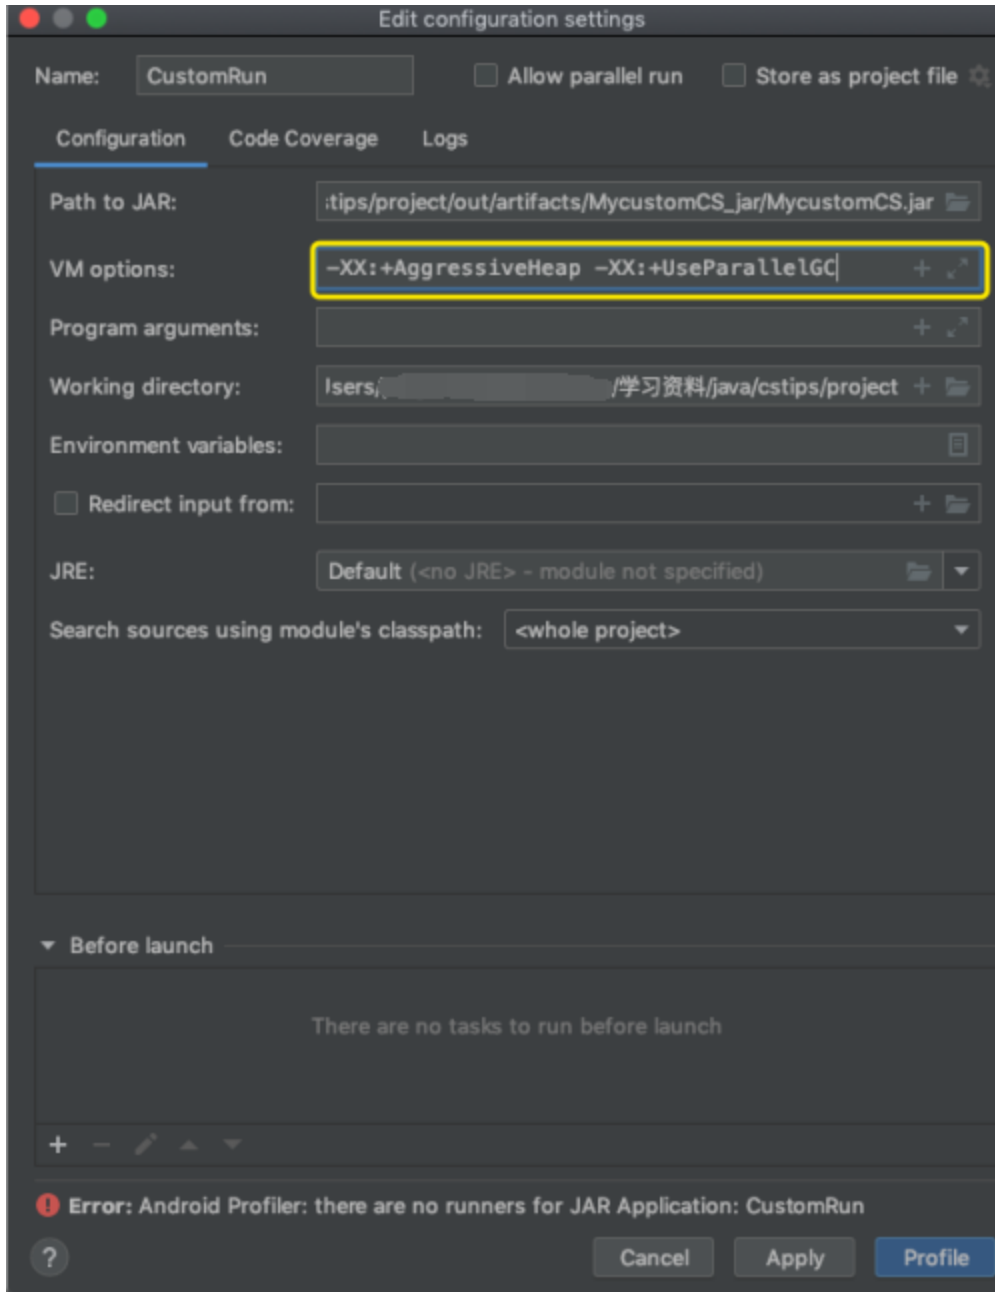 Edit configuration settings
Name: CustomRun Allow parallel run Store as project file
Configuration Code Coverage Logs
Path to JAR: tips/project/out/artifacts/MycustomCS_jar/MycustomCS.jar
VM options: -XX:+AggressiveHeap -XX:+UseParallelGC
Program arguments:
Working directory: sers/ /学习资料/java/cstips/project
Environment variables:
Redirect input from:
JRE: Default (<no JRE> - module not specified)
Search sources using module's classpath: <whole project>
Before launch
There are no tasks to run before launch
Error: Android Profiler: there are no runners for JAR Application: CustomRun
? Cancel Apply Profile